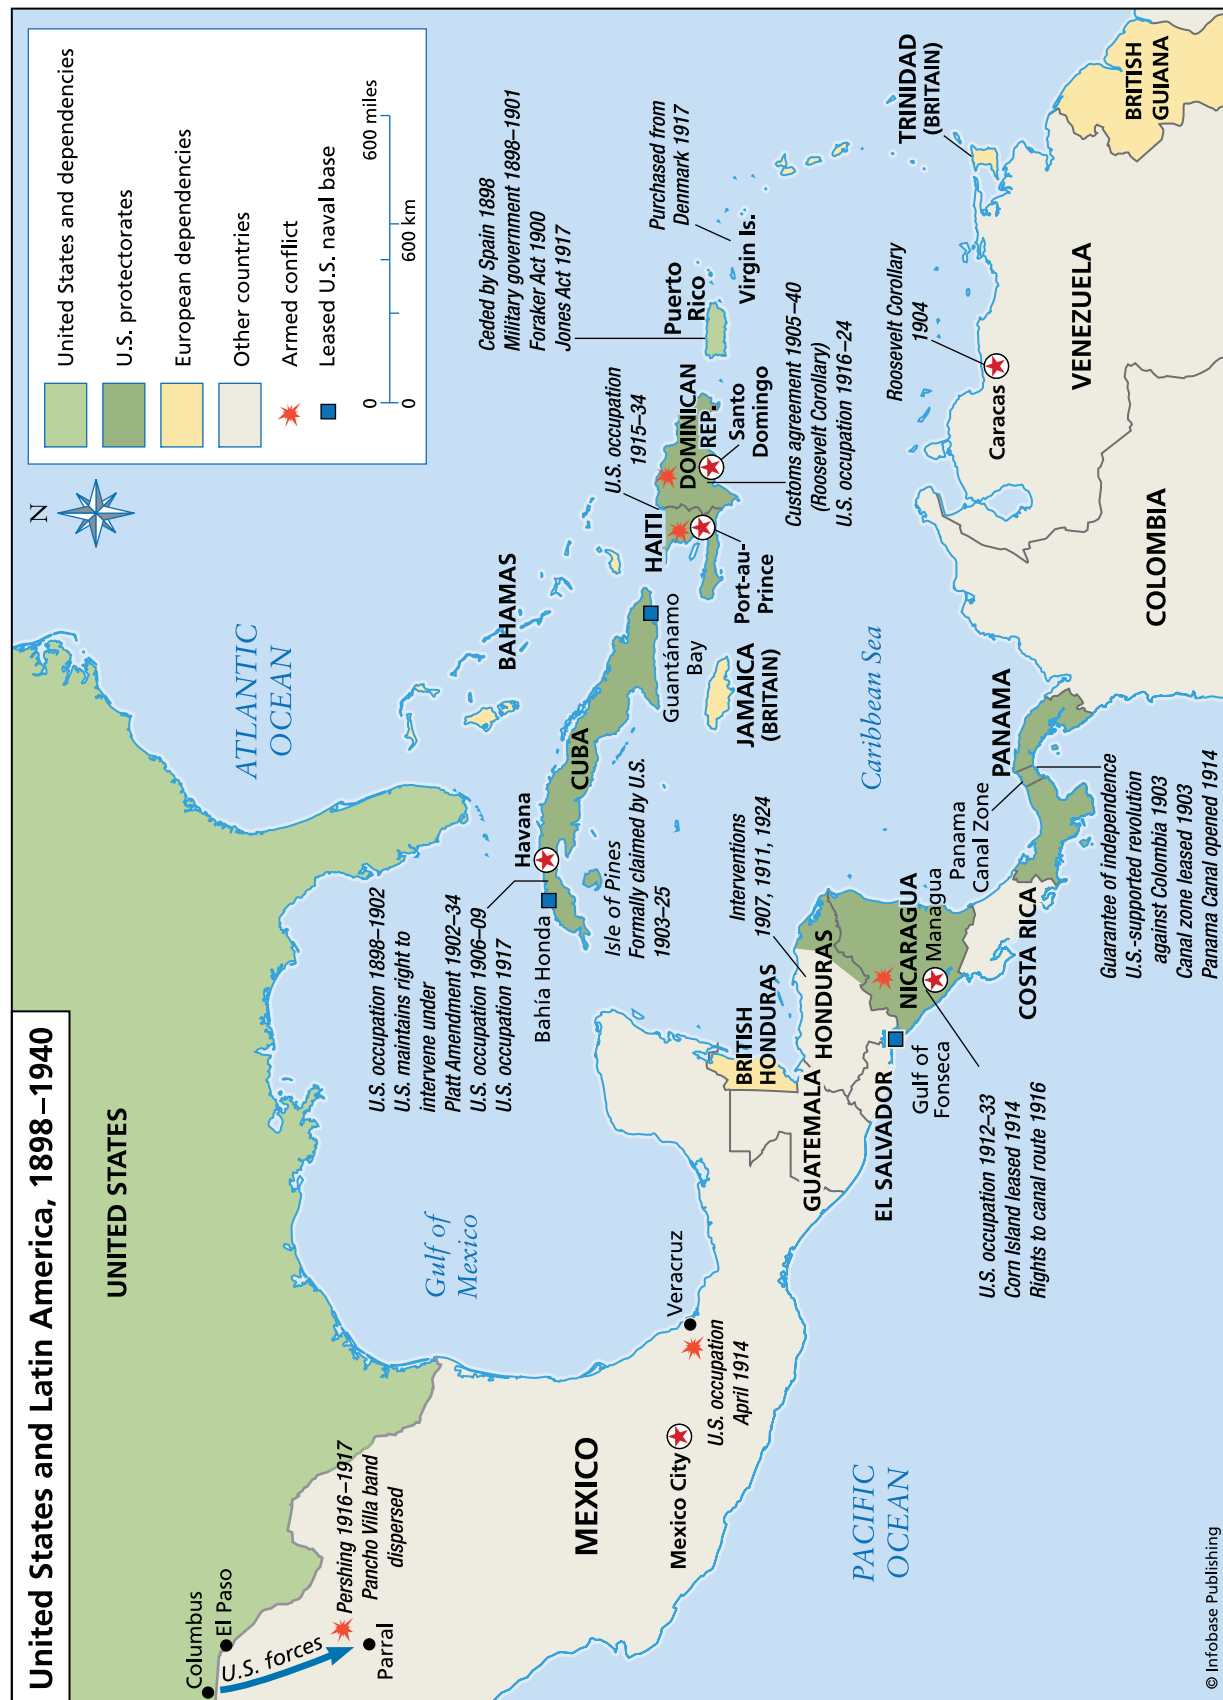 United States and Latin America, 1898–1940
United States and dependencies
U.S. protectorates
European dependencies
Other countries
Armed conflict
Leased U.S. naval base
0
600 miles
0
600 km
N
UNITED STATES
Columbus
El Paso
U.S. forces
Parral
Pershing 1916–1917
Pancho Villa band
dispersed
MEXICO
Mexico City
Veracruz
U.S. occupation
April 1914
Gulf of
Mexico
ATLANTIC
OCEAN
PACIFIC
OCEAN
Caribbean Sea
BAHAMAS
U.S. occupation 1898–1902
U.S. maintains right to
intervene under
Platt Amendment 1902–34
U.S. occupation 1906–09
U.S. occupation 1917
Havana
Bahía Honda
CUBA
Isle of Pines
Formally claimed by U.S.
1903–25
Guantánamo
Bay
JAMAICA
(BRITAIN)
HAITI
Port-au-
Prince
U.S. occupation
1915–34
DOMINICAN
REP.
Santo
Domingo
Customs agreement 1905–40
(Roosevelt Corollary)
U.S. occupation 1916–24
Puerto
Rico
Ceded by Spain 1898
Military government 1898–1901
Foraker Act 1900
Jones Act 1917
Virgin Is.
Purchased from
Denmark 1917
TRINIDAD
(BRITAIN)
BRITISH
GUIANA
VENEZUELA
Caracas
Roosevelt Corollary
1904
COLOMBIA
PANAMA
Panama
Canal Zone
Guarantee of independence
U.S.-supported revolution
against Colombia 1903
Canal zone leased 1903
Panama Canal opened 1914
COSTA RICA
NICARAGUA
Managua
U.S. occupation 1912–33
Corn Island leased 1914
Rights to canal route 1916
Gulf of
Fonseca
HONDURAS
Interventions
1907, 1911, 1924
BRITISH
HONDURAS
GUATEMALA
EL SALVADOR
© Infobase Publishing